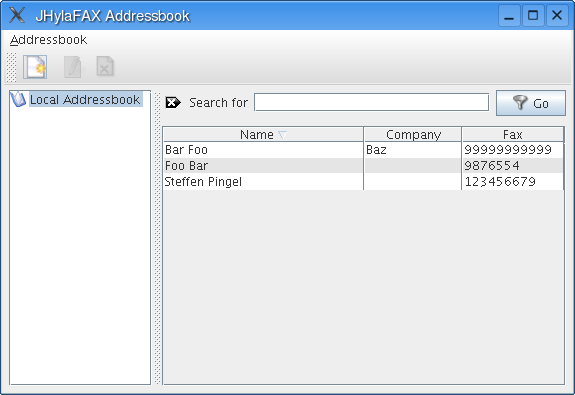 JHylaFAX Addressbook
Addressbook
Local Addressbook
Search for
Go
Name Company Fax
Bar Foo Baz 99999999999
Foo Bar 9876554
Steffen Pingel 123456679